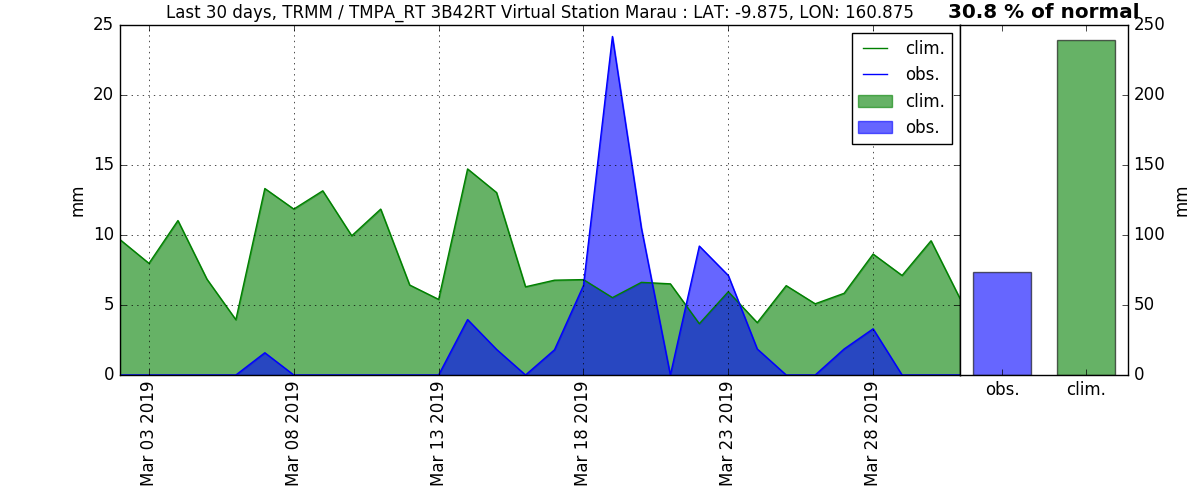 Last 30 days, TRMM / TMPA_RT 3B42RT Virtual Station Marau : LAT: -9.875, LON: 160.875
30.8 % of normal
25
20
15
10
5
0
mm
clim.
obs.
clim.
obs.
Mar 03 2019
Mar 08 2019
Mar 13 2019
Mar 18 2019
Mar 23 2019
Mar 28 2019
250
200
150
100
50
0
mm
obs.
clim.